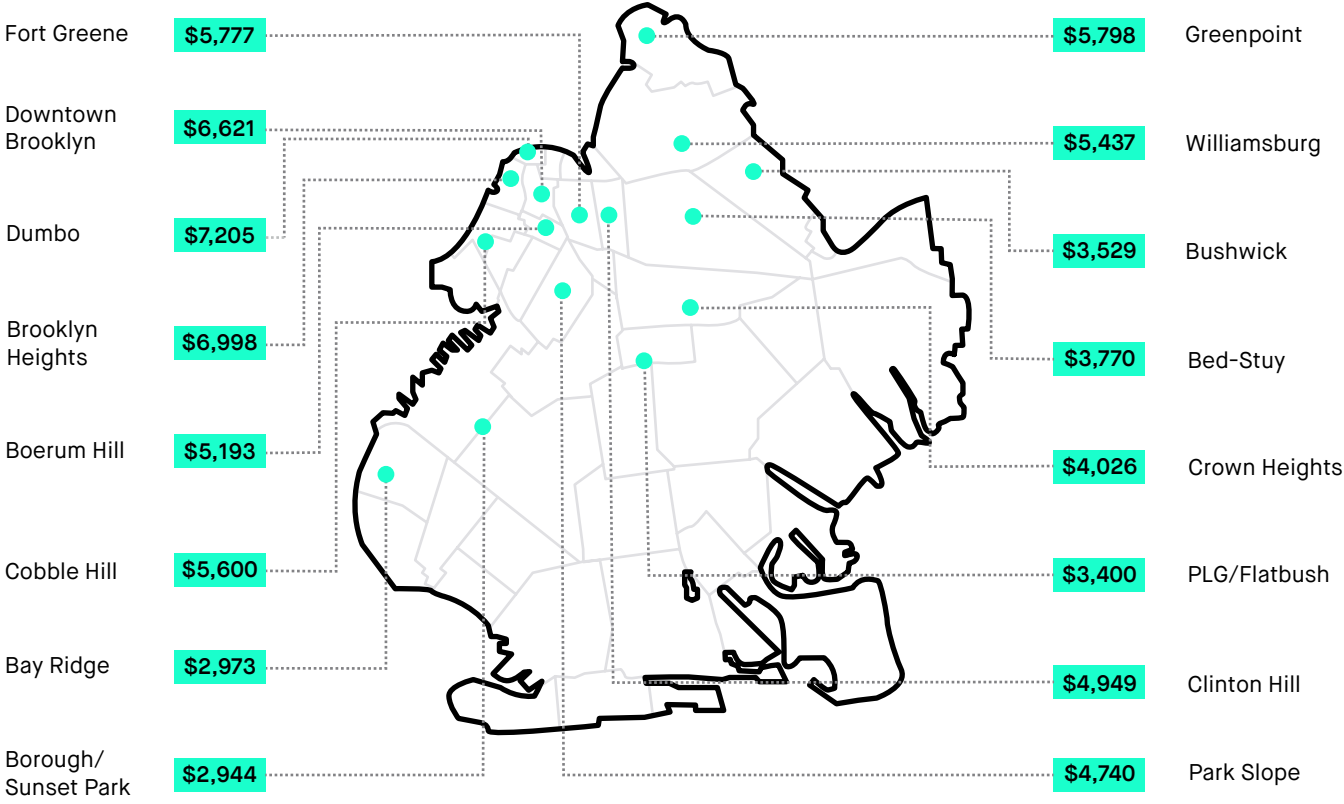 Fort Greene
$5,777
Downtown
Brooklyn
$6,621
Dumbo
$7,205
Brooklyn
Heights
$6,998
Boerum Hill
$5,193
Cobble Hill
$5,600
Bay Ridge
$2,973
Borough/
Sunset Park
$2,944
$5,798
Greenpoint
$5,437
Williamsburg
$3,529
Bushwick
$3,770
Bed-Stuy
$4,026
Crown Heights
$3,400
PLG/Flatbush
$4,949
Clinton Hill
$4,740
Park Slope